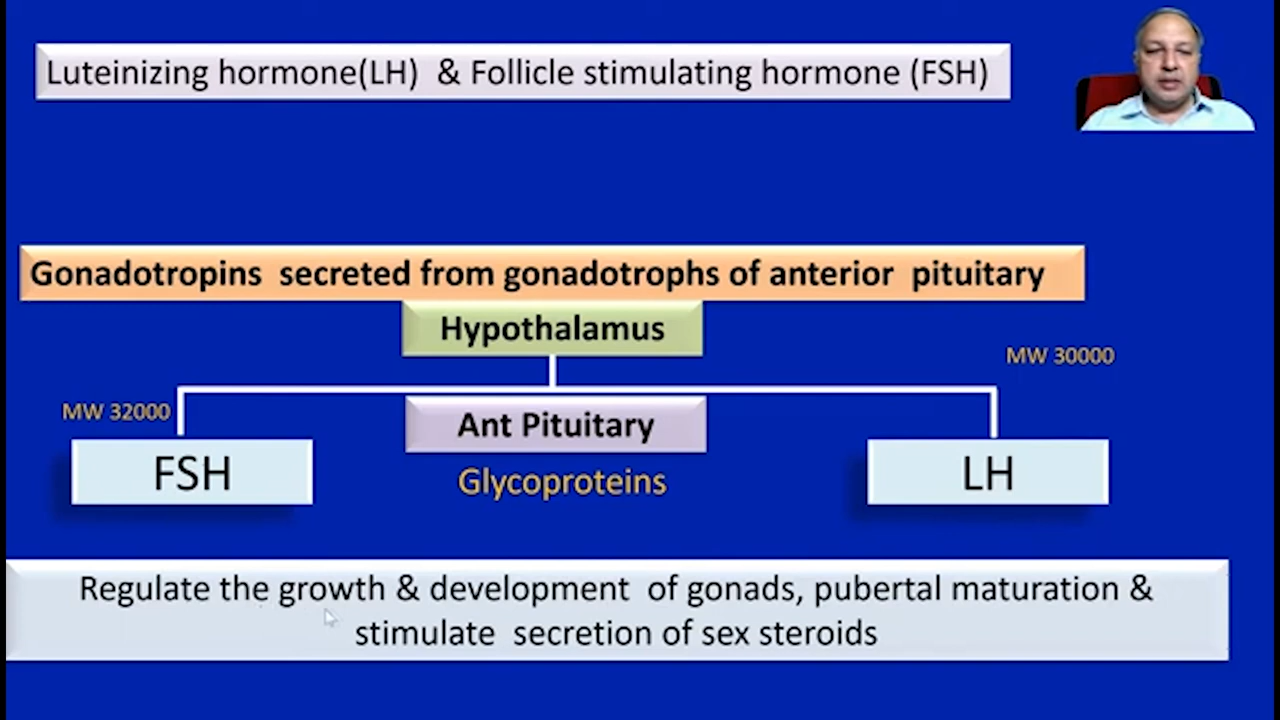 Luteinizing hormone(LH) & Follicle stimulating hormone (FSH)
Gonadotropins secreted from gonadotrophs of anterior pituitary
Hypothalamus
MW 30000
MW 32000
Ant Pituitary
FSH
Glycoproteins
LH
Regulate the growth & development of gonads, pubertal maturation &
stimulate secretion of sex steroids